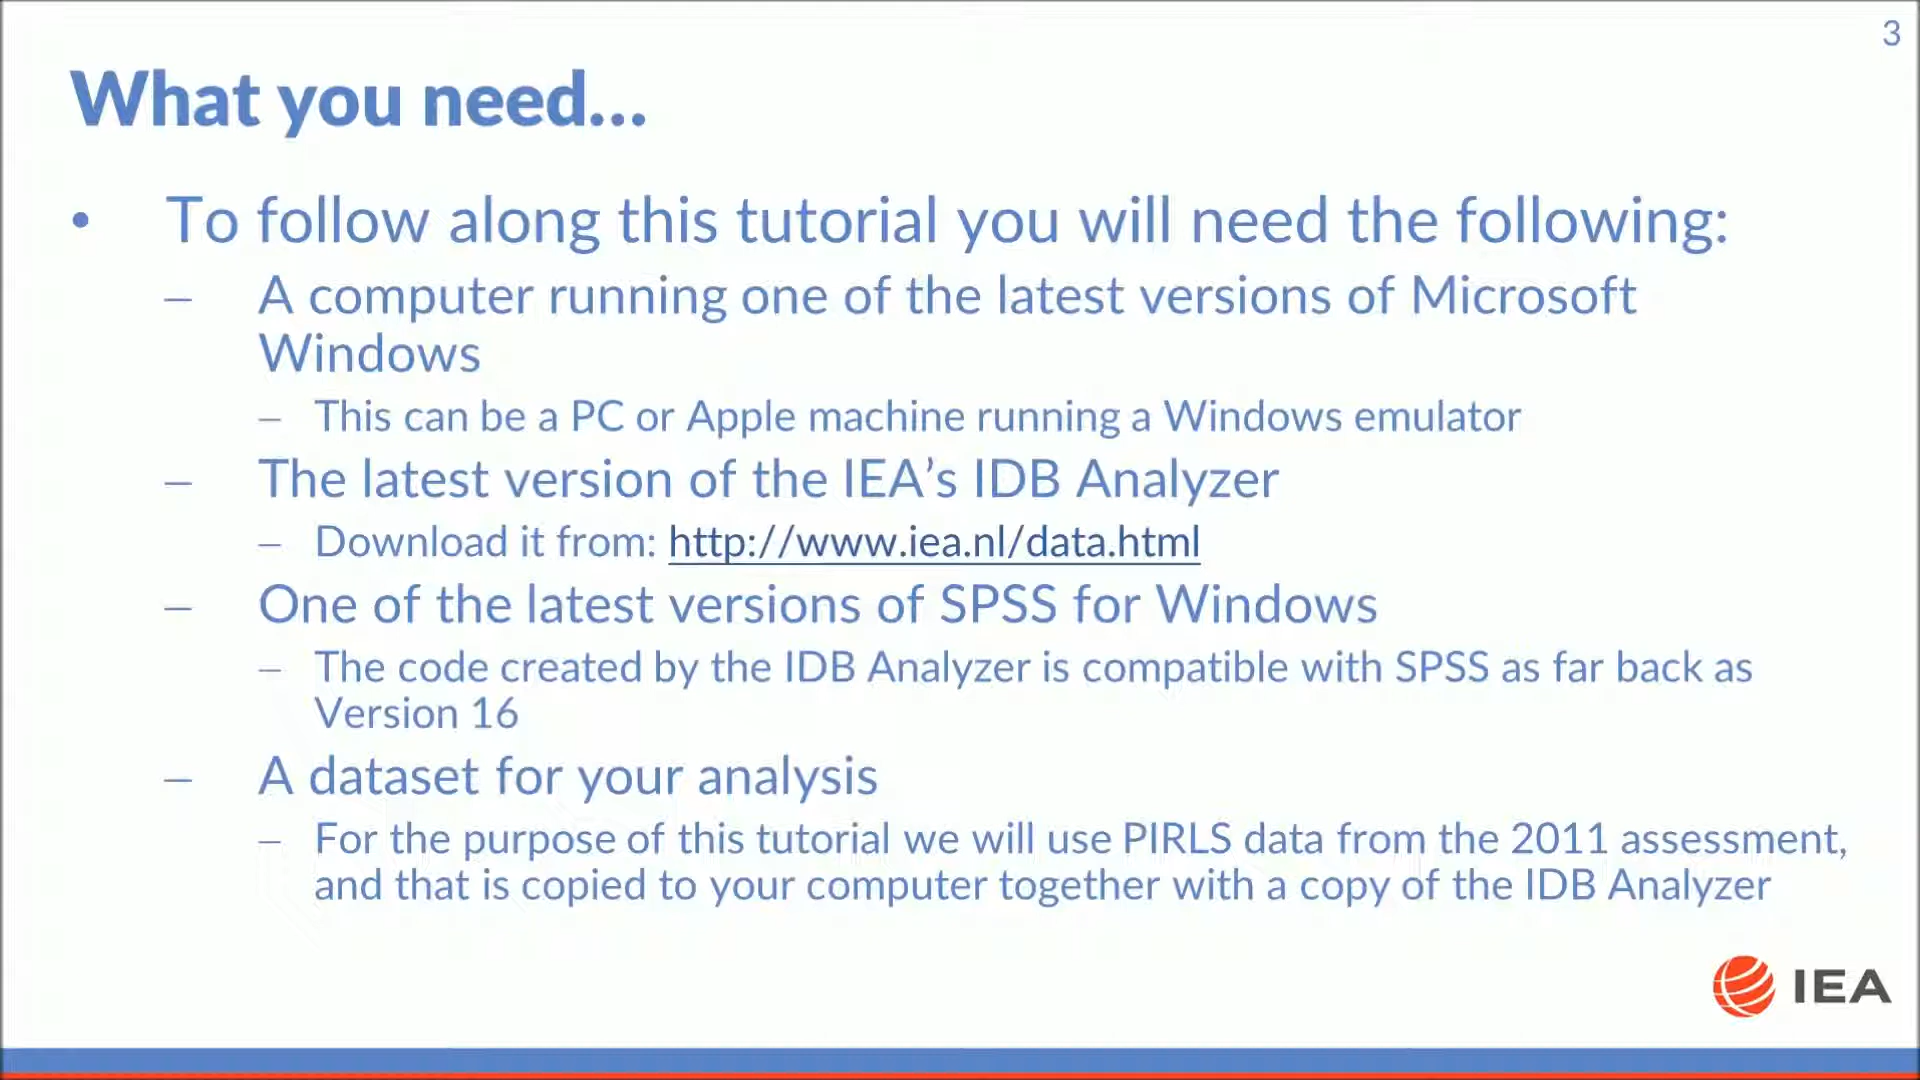 3
What you need...
• To follow along this tutorial you will need the following:
– A computer running one of the latest versions of Microsoft
Windows
– This can be a PC or Apple machine running a Windows emulator
– The latest version of the IEA’s IDB Analyzer
– Download it from: http://www.iea.nl/data.html
– One of the latest versions of SPSS for Windows
– The code created by the IDB Analyzer is compatible with SPSS as far back as
Version 16
– A dataset for your analysis
– For the purpose of this tutorial we will use PIRLS data from the 2011 assessment,
and that is copied to your computer together with a copy of the IDB Analyzer
IEA